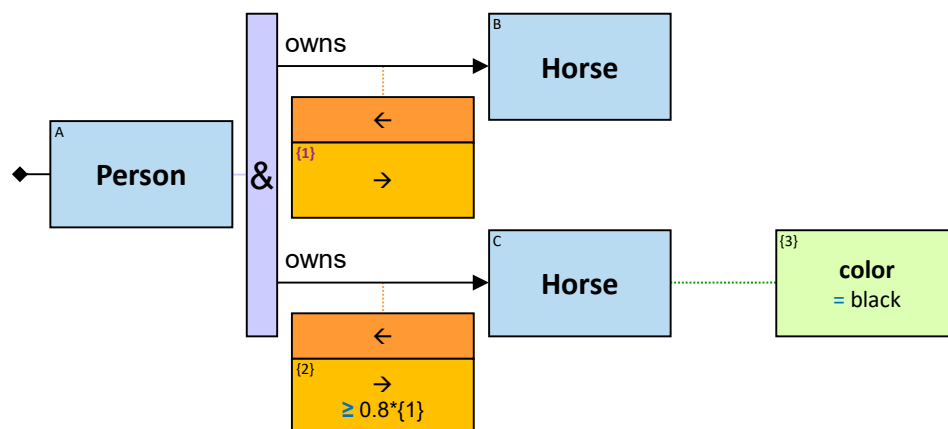 owns
B
Horse
←
{1}
→
A
Person
&
owns
C
Horse
{3}
color
= black
←
{2}
→
≥ 0.8*{1}